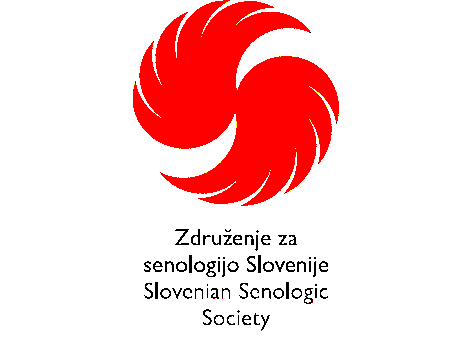 Združenje za
senologijo Slovenije
Slovenian Senologic
Society